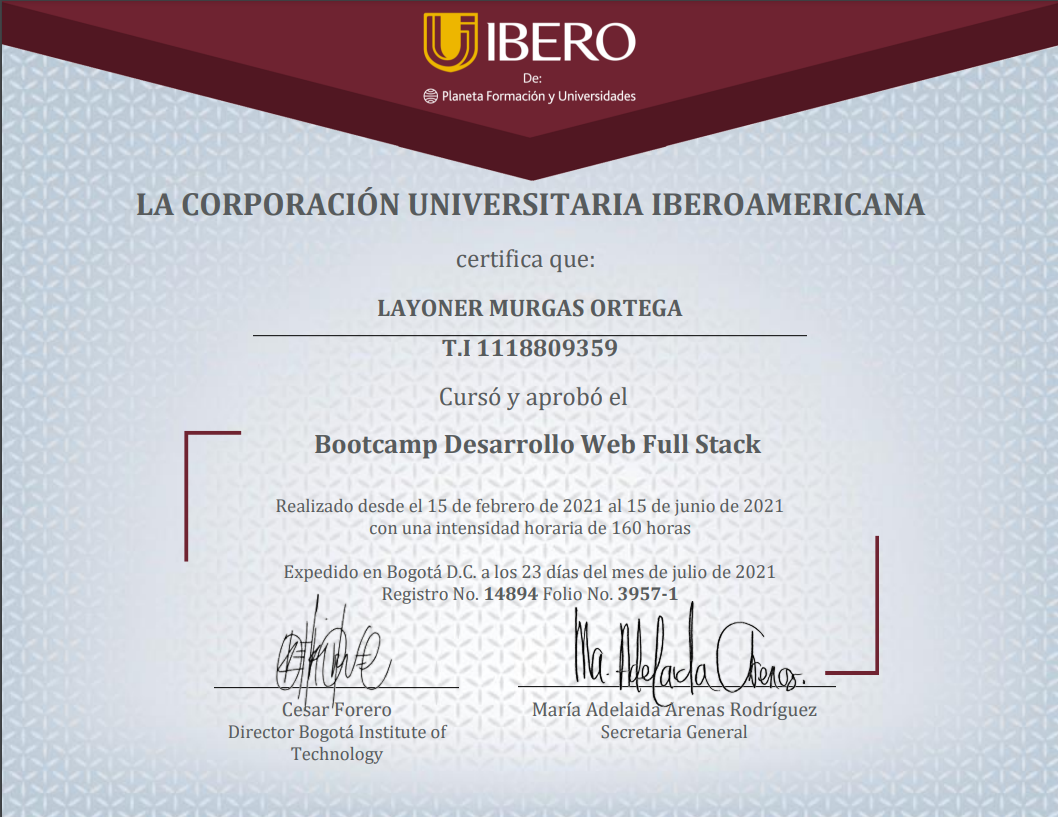 IBERO
De:
Planeta Formación y Universidades
LA CORPORACIÓN UNIVERSITARIA IBEROAMERICANA
certifica que:
LAYONER MURGAS ORTEGA
T.I 1118809359
Cursó y aprobó el
Bootcamp Desarrollo Web Full Stack
Realizado desde el 15 de febrero de 2021 al 15 de junio de 2021
con una intensidad horaria de 160 horas
Expedido en Bogotá D.C. a los 23 días del mes de julio de 2021
Registro No. 14894 Folio No. 3957-1
Ma. Adelaida Arenas.
Cesar Forero
Director Bogotá Institute of
Technology
María Adelaida Arenas Rodríguez
Secretaria General